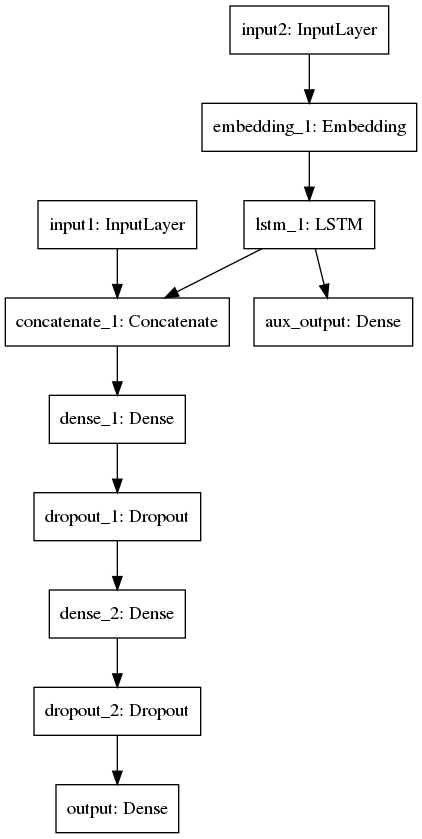 input2: InputLayer
embedding_1: Embedding
input1: InputLayer
lstm_1: LSTM
concatenate_1: Concatenate
aux_output: Dense
dense_1: Dense
dropout_1: Dropout
dense_2: Dense
dropout_2: Dropout
output: Dense